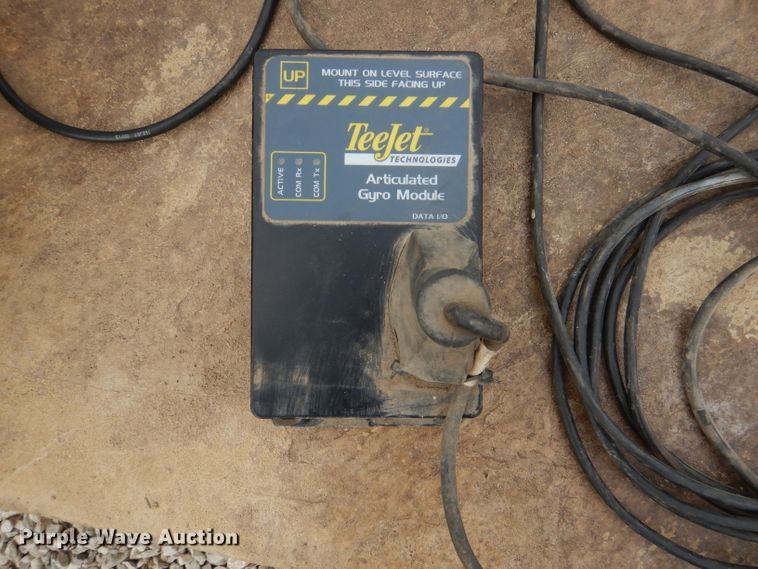 UP
MOUNT ON LEVEL SURFACE
THIS SIDE FACING UP
TeeJet®
TECHNOLOGIES
ACTIVE
COM Rx
COM Tx
Articulated
Gyro Module
DATA I/O
Purple Wave Auction